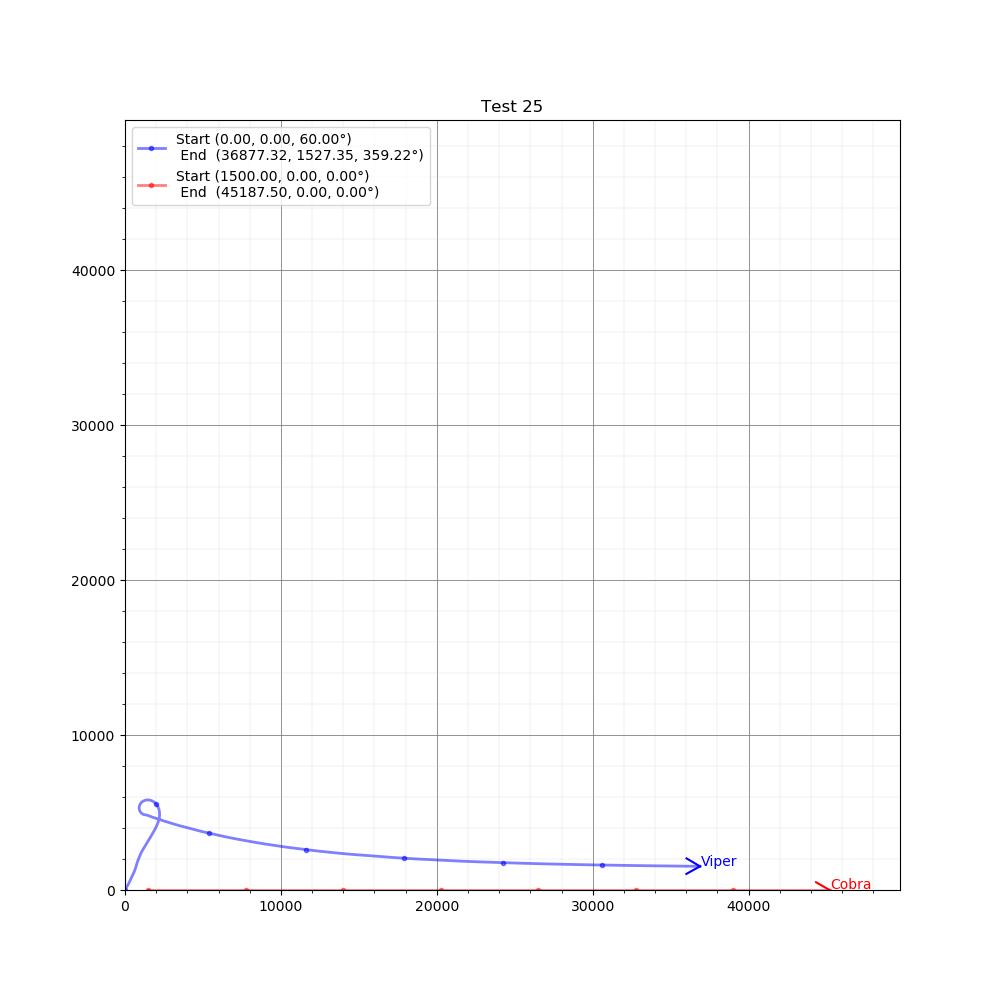 Test 25
Start (0.00, 0.00, 60.00°)
End (36877.32, 1527.35, 359.22°)
Start (1500.00, 0.00, 0.00°)
End (45187.50, 0.00, 0.00°)
40000
30000
20000
10000
0
Viper
Cobra
0
10000
20000
30000
40000